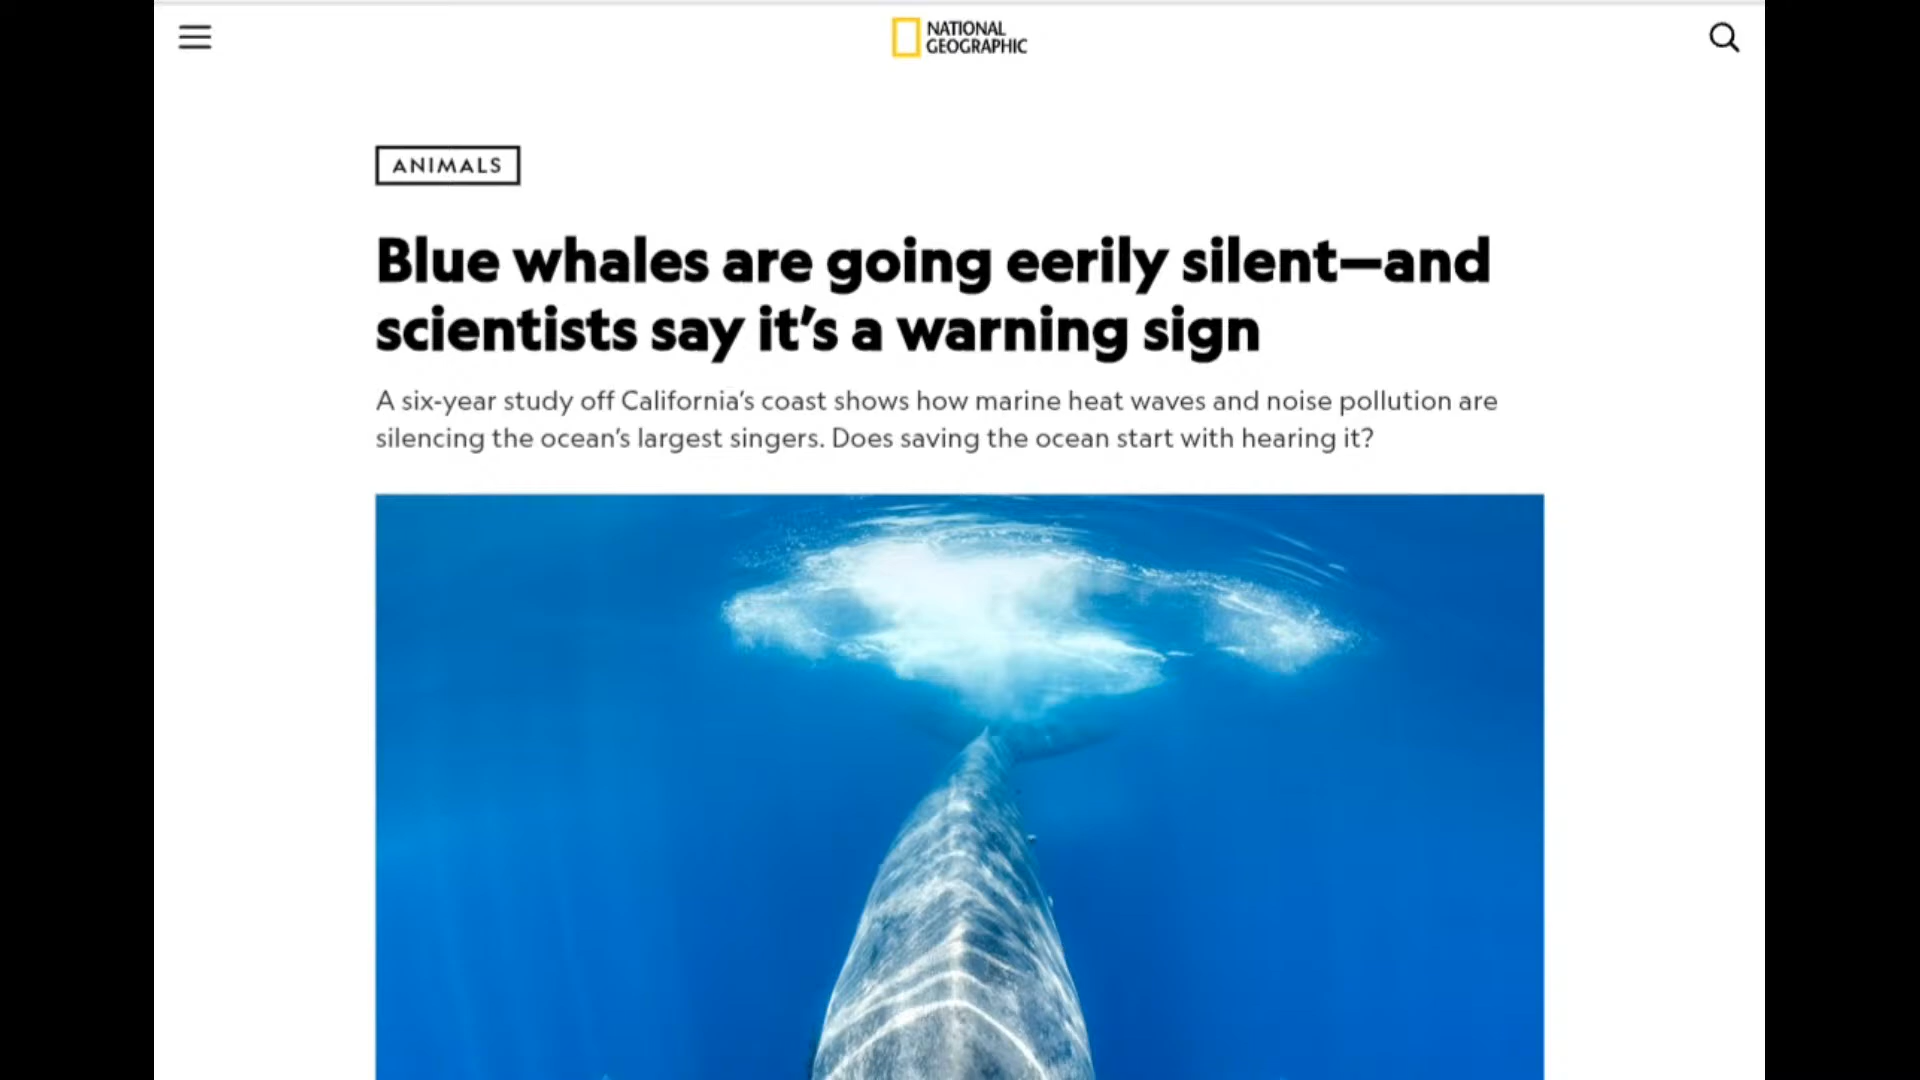 NATIONAL
GEOGRAPHIC
ANIMALS
Blue whales are going eerily silent—and
scientists say it’s a warning sign
A six-year study off California’s coast shows how marine heat waves and noise pollution are
silencing the ocean’s largest singers. Does saving the ocean start with hearing it?